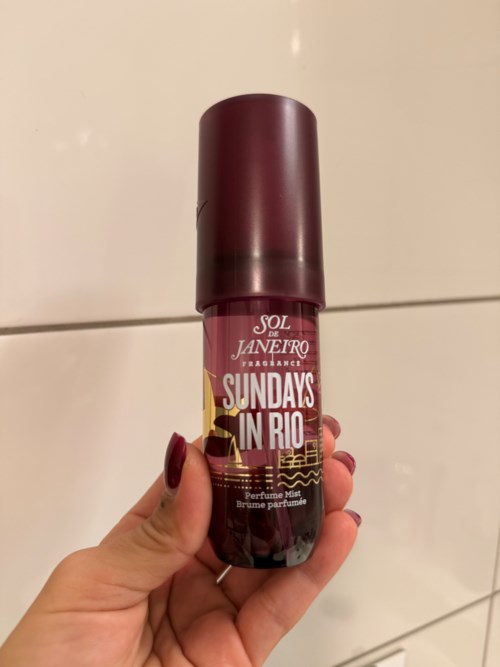 SOL
DE
JANEIRO
FRAGRANCE
SUNDAYS
IN RIO
Perfume Mist
Brume parfumée